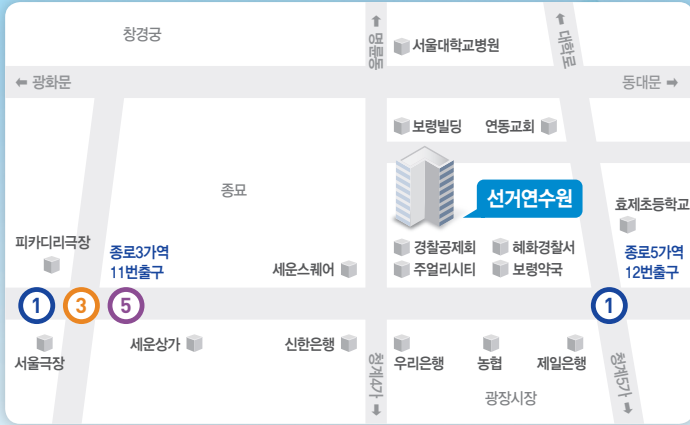 창경궁
명륜동
서울대학교병원
대학로
광화문
동대문
보령빌딩
연동교회
종묘
선거연수원
효제초등학교
피카디리극장
종로3가역
11번출구
세운스퀘어
경찰공제회
혜화경찰서
주얼리시티
보령약국
종로5가역
12번출구
1
3
5
1
서울극장
세운상가
신한은행
청계4가
우리은행
농협
제일은행
청계5가
광장시장